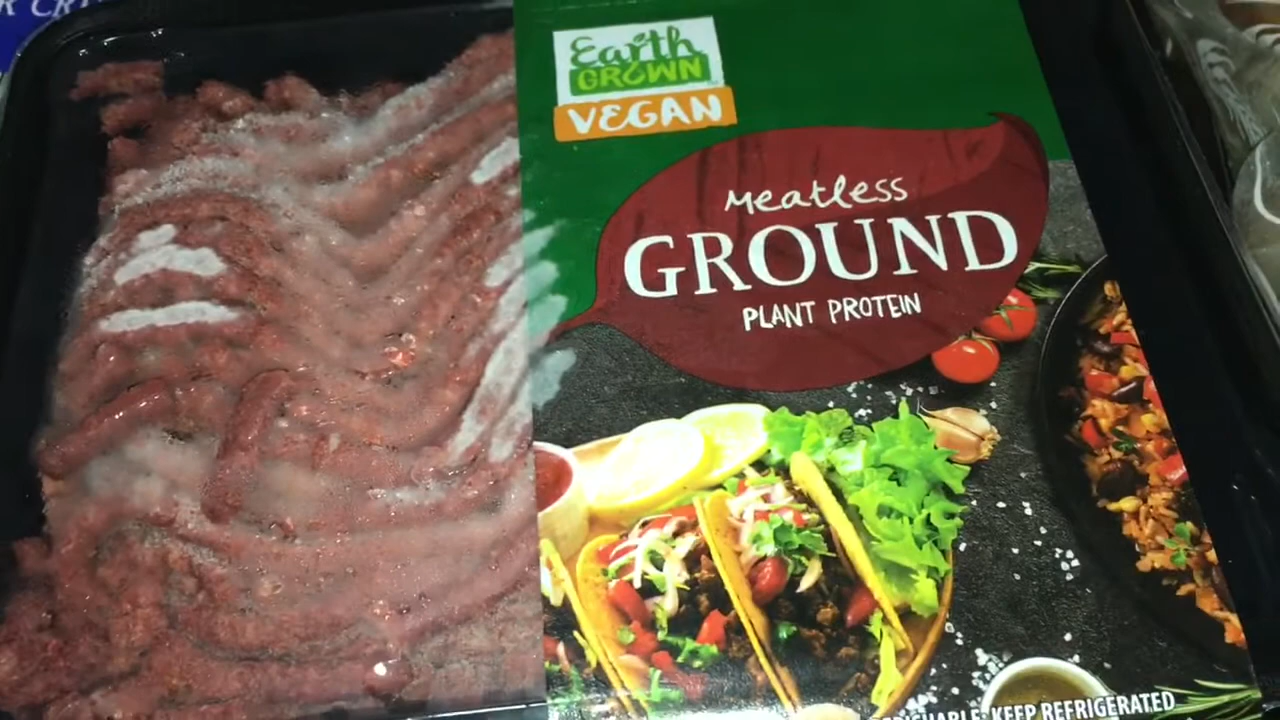 Earth
GROWN
VEGAN
Meatless
GROUND
PLANT PROTEIN
KEEP REFRIGERATED